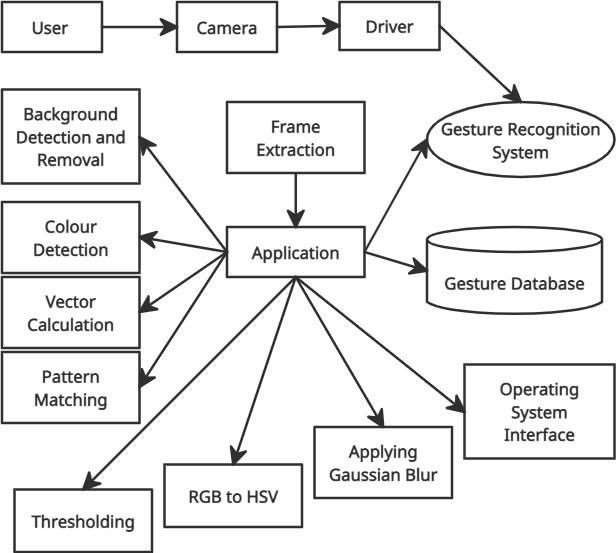 User
Camera
Driver
Background
Detection and
Removal
Frame
Extraction
Gesture Recognition
System
Colour
Detection
Application
Gesture Database
Vector
Calculation
Pattern
Matching
Operating
System
Interface
Applying
Gaussian Blur
RGB to HSV
Thresholding